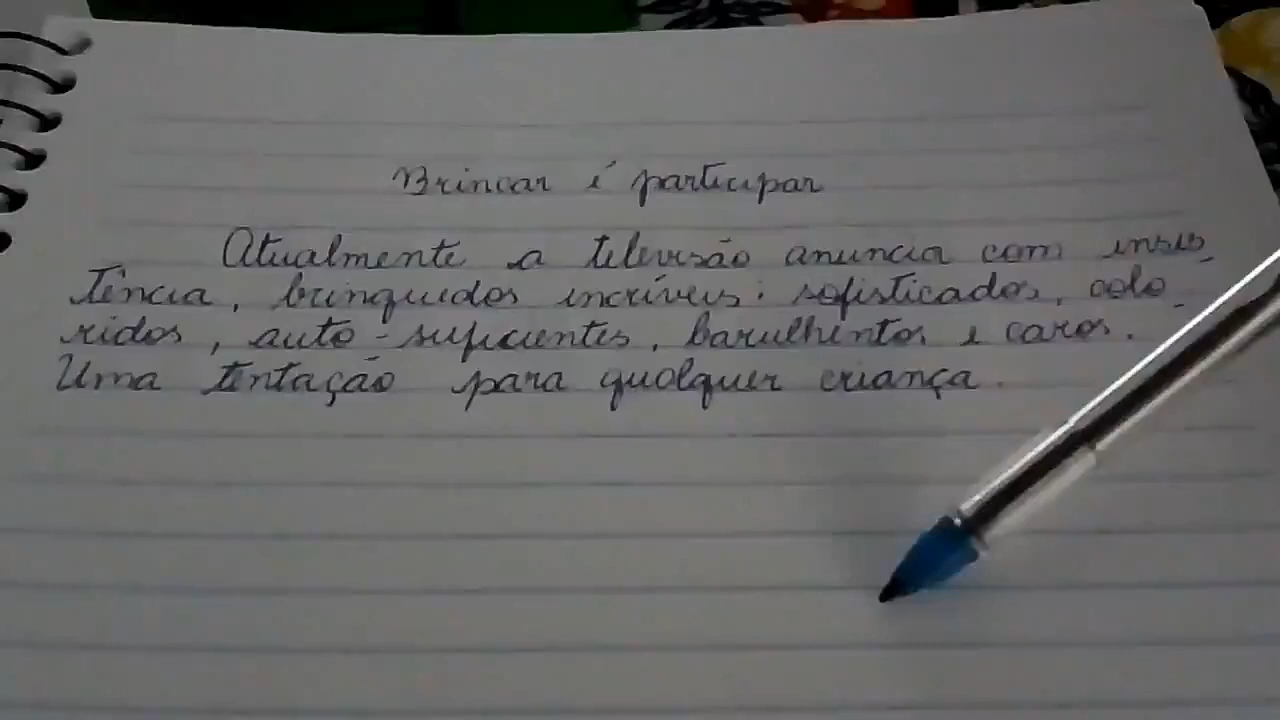 Brincar é participar
Atualmente a televisão anuncia com insis-
tência, brinquedos incríveis: sofisticados, colo-
ridos, auto-suficientes, barulhentos e caros.
Uma tentação para qualquer criança.